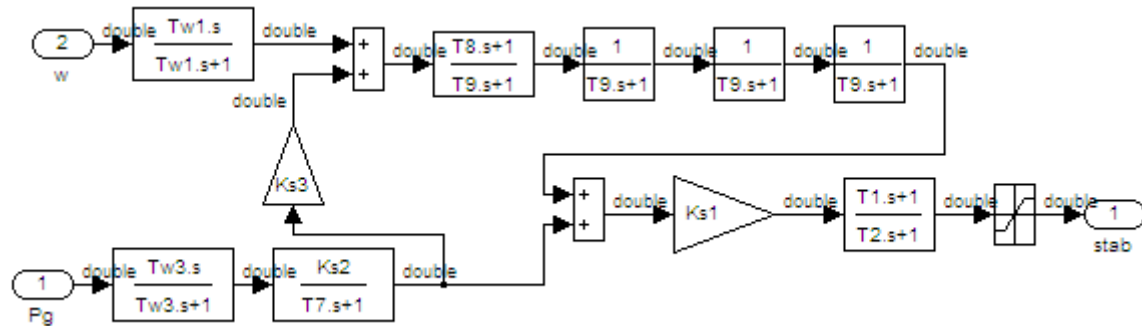 double
double
double
double
double
double
double
2
w
Tw1.s
Tw1.s+1
+
+
T8.s+1
T9.s+1
1
T9.s+1
1
T9.s+1
1
T9.s+1
double
Ks3
+
+
double
Ks1
double
T1.s+1
T2.s+1
double
double
1
stab
1
Pg
double
Tw3.s
Tw3.s+1
double
Ks2
T7.s+1
double